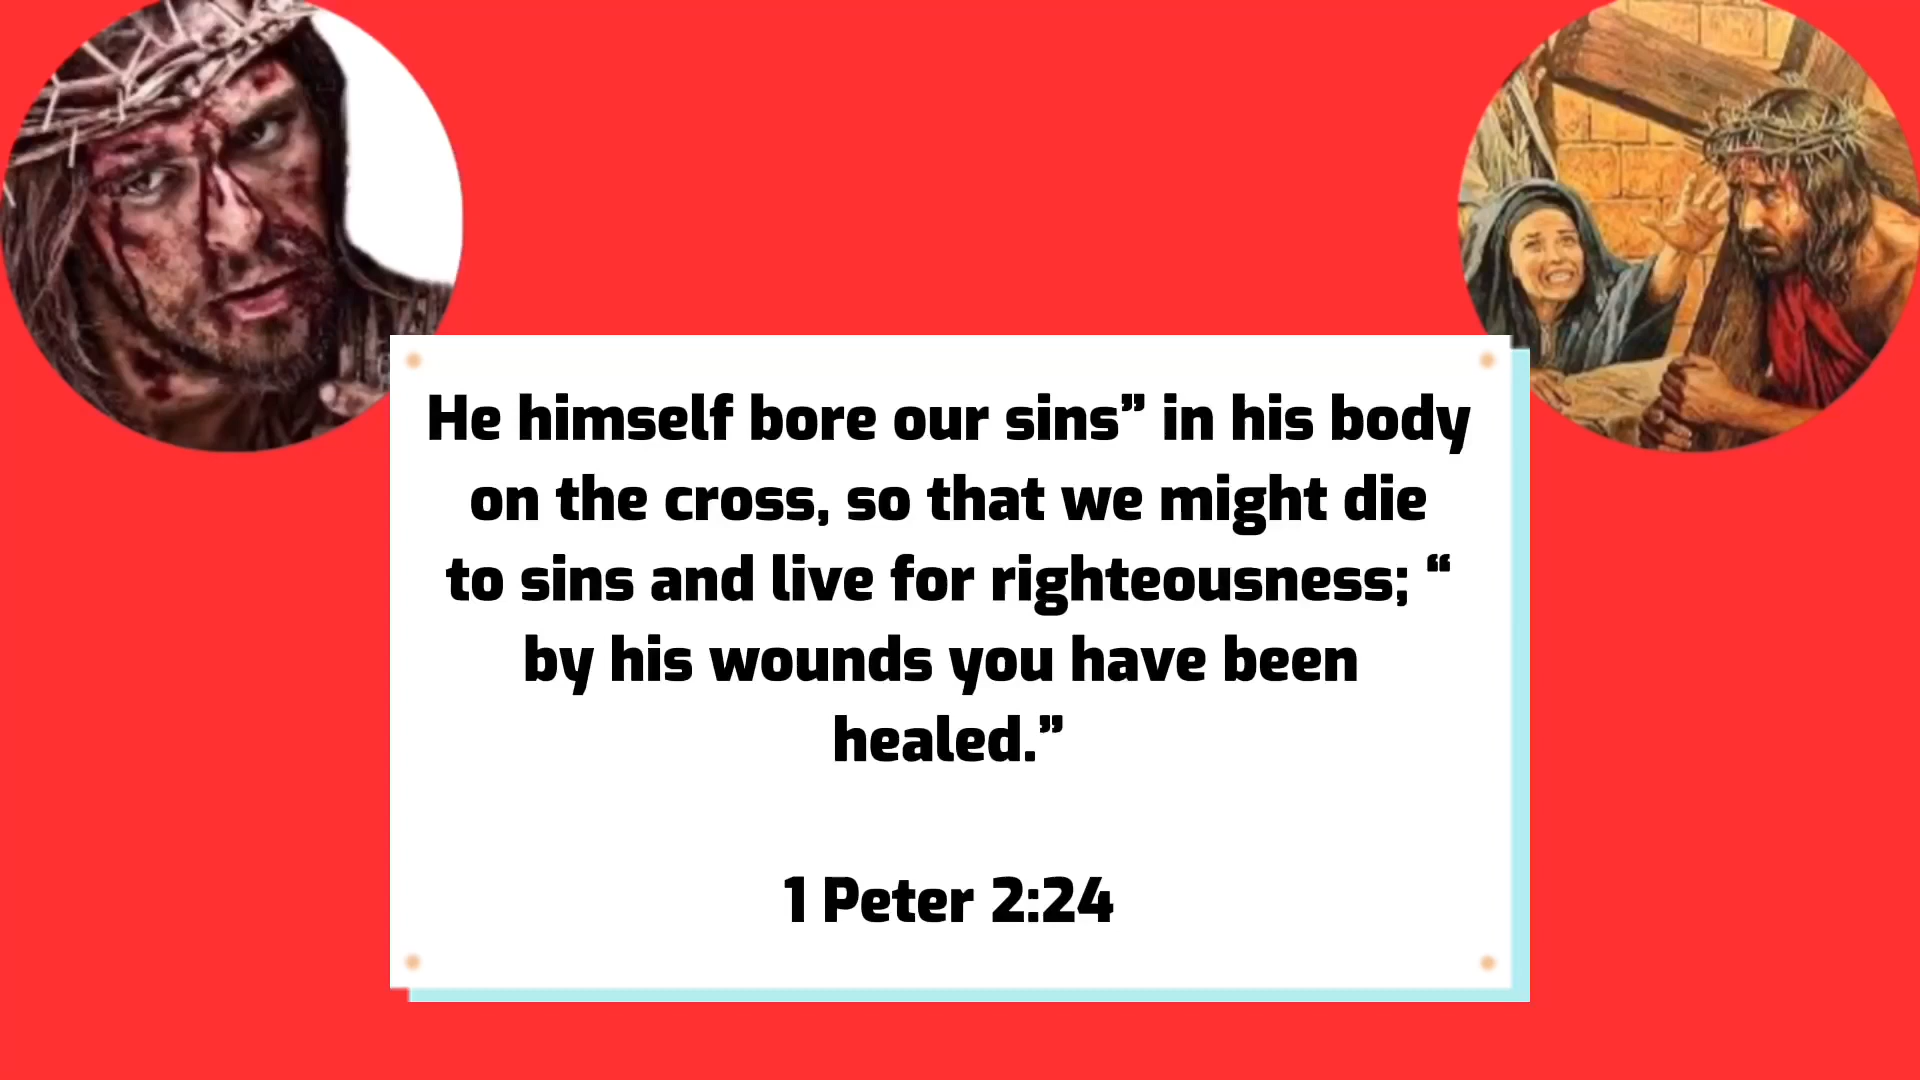 He himself bore our sins” in his body
on the cross, so that we might die
to sins and live for righteousness; “
by his wounds you have been
healed.”
1 Peter 2:24